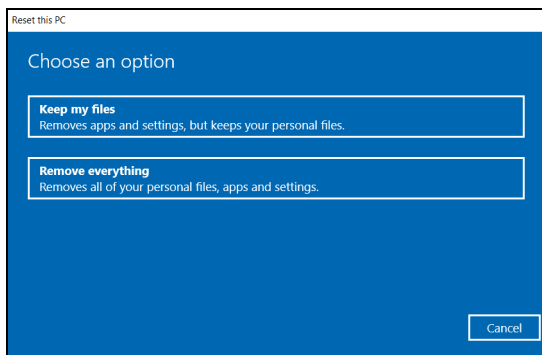 Reset this PC
Choose an option
Keep my files
Removes apps and settings, but keeps your personal files.
Remove everything
Removes all of your personal files, apps and settings.
Cancel